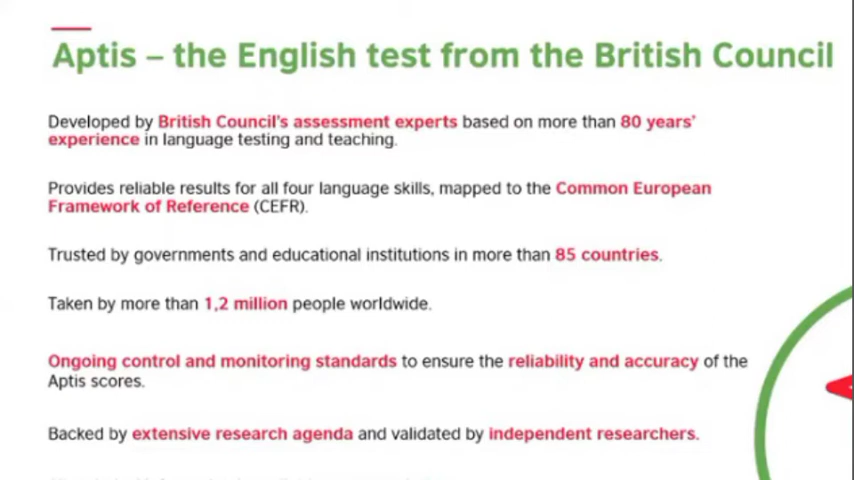 Aptis – the English test from the British Council
Developed by British Council's assessment experts based on more than 80 years'
experience in language testing and teaching.
Provides reliable results for all four language skills, mapped to the Common European
Framework of Reference (CEFR).
Trusted by governments and educational institutions in more than 85 countries.
Taken by more than 1,2 million people worldwide.
Ongoing control and monitoring standards to ensure the reliability and accuracy of the
Aptis scores.
Backed by extensive research agenda and validated by independent researchers.